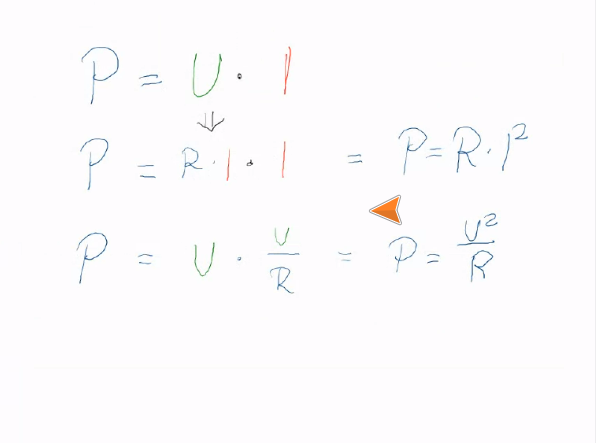 P = U · I
⇓
P = R · I · I = P = R · I²
P = U · U/R = P = U²/R